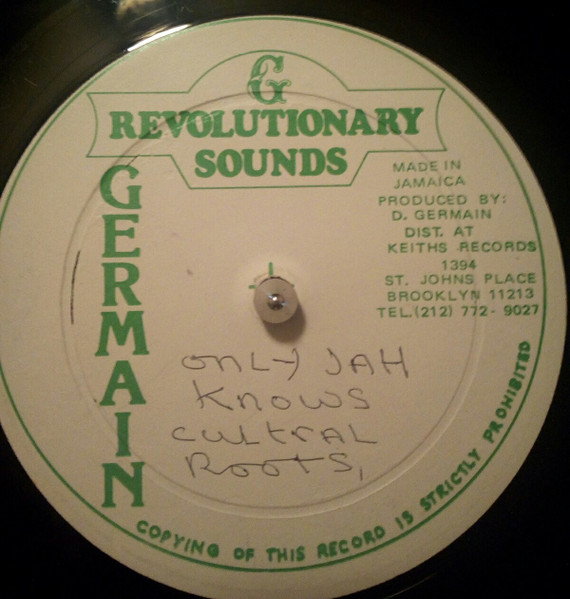 G
REVOLUTIONARY
SOUNDS
GERMAIN
MADE IN
JAMAICA
PRODUCED BY:
D. GERMAIN
DIST. AT
KEITHS RECORDS
1394
ST. JOHNS PLACE
BROOKLYN 11213
TEL.(212) 772-9027
ONLY JAH
KNOWS
CULTRAL
ROOTS,
COPYING OF THIS RECORD IS STRICTLY PROHIBITED